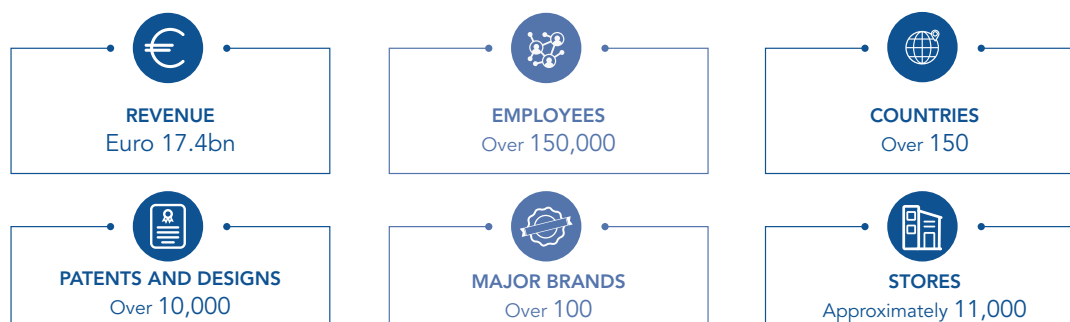 REVENUE
Euro 17.4bn
EMPLOYEES
Over 150,000
COUNTRIES
Over 150
PATENTS AND DESIGNS
Over 10,000
MAJOR BRANDS
Over 100
STORES
Approximately 11,000